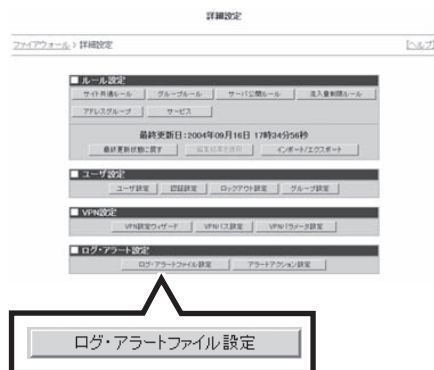 詳細設定
ファイアウォール > 詳細設定 [ヘルプ]
■ ルール設定
サイト共通ルール グループルール サーバ公開ルール 流入量制限ルール
アドレスグループ サービス
最終更新日:2004年09月16日 17時34分56秒
最終更新状態に戻す 編集結果を使用 インポート/エクスポート
■ ユーザ設定
ユーザ設定 認証設定 ロックアウト設定 グループ設定
■ VPN設定
VPN設定ウィザード VPNパス設定 VPNパラメータ設定
■ ログ・アラート設定
ログ・アラートファイル設定 アラートアクション設定
ログ・アラートファイル設定